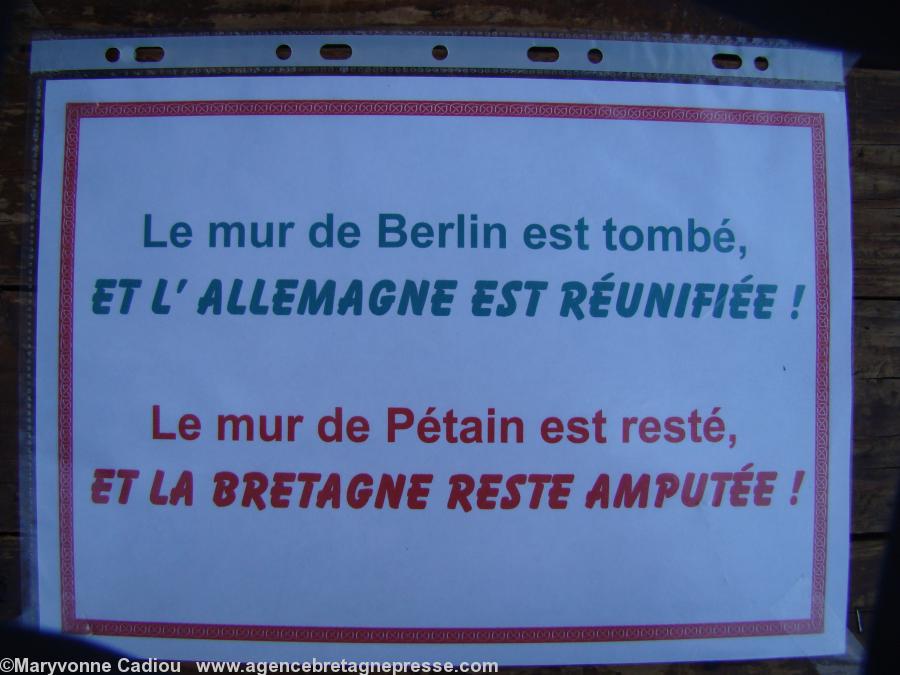 Le mur de Berlin est tombé,
ET L' ALLEMAGNE EST RÉUNIFIÉE !
Le mur de Pétain est resté,
ET LA BRETAGNE RESTE AMPUTÉE !
©Maryvonne Cadiou www.agencebretagnepresse.com